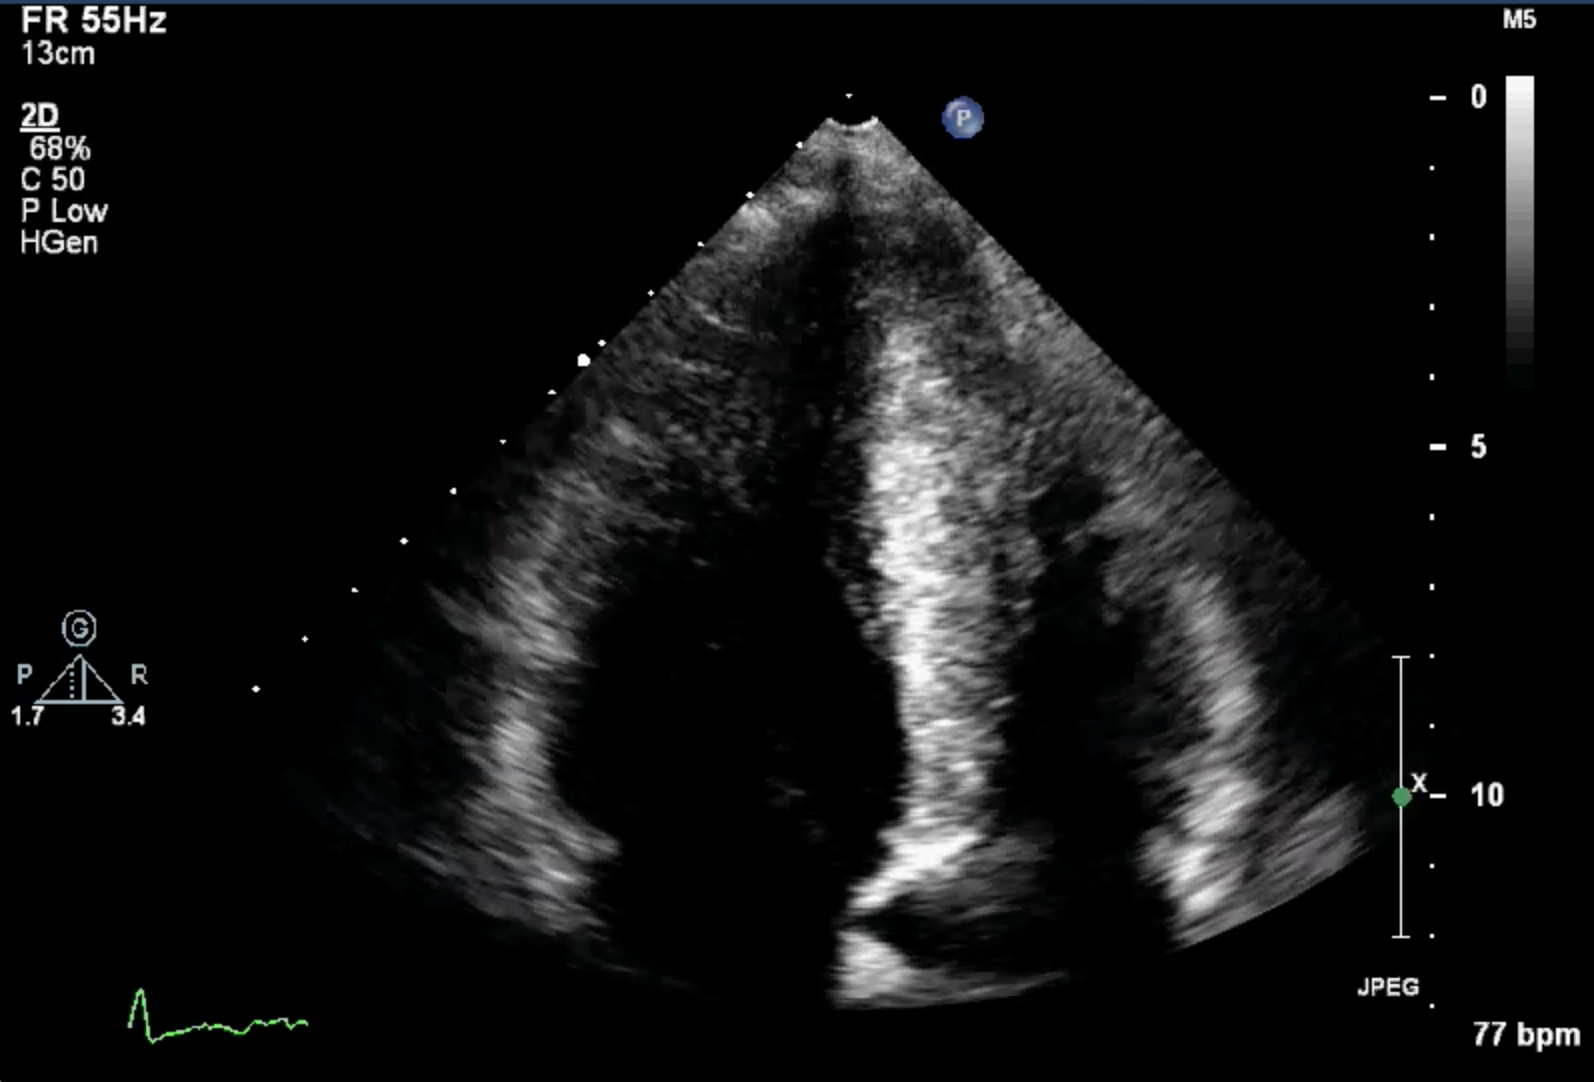 FR 55Hz
13cm
2D
68%
C 50
P Low
HGen
M5
P
0
5
X
10
G
P R
1.7 3.4
JPEG
77 bpm